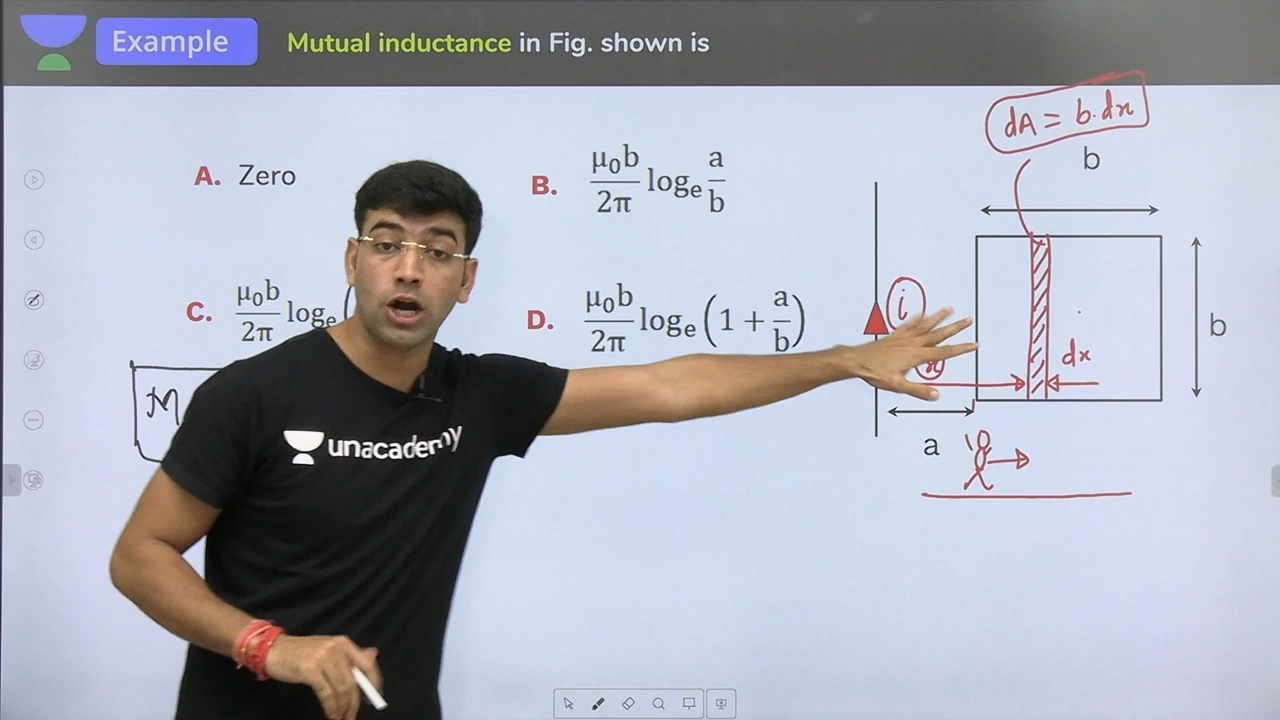 Example
Mutual inductance in Fig. shown is
dA = b.dx
b
A. Zero
B. μ₀b/2π logₑ a/b
C. μ₀b/2π logₑ (
D. μ₀b/2π logₑ (1 + a/b)
i
x
dx
b
M
a
unacademy